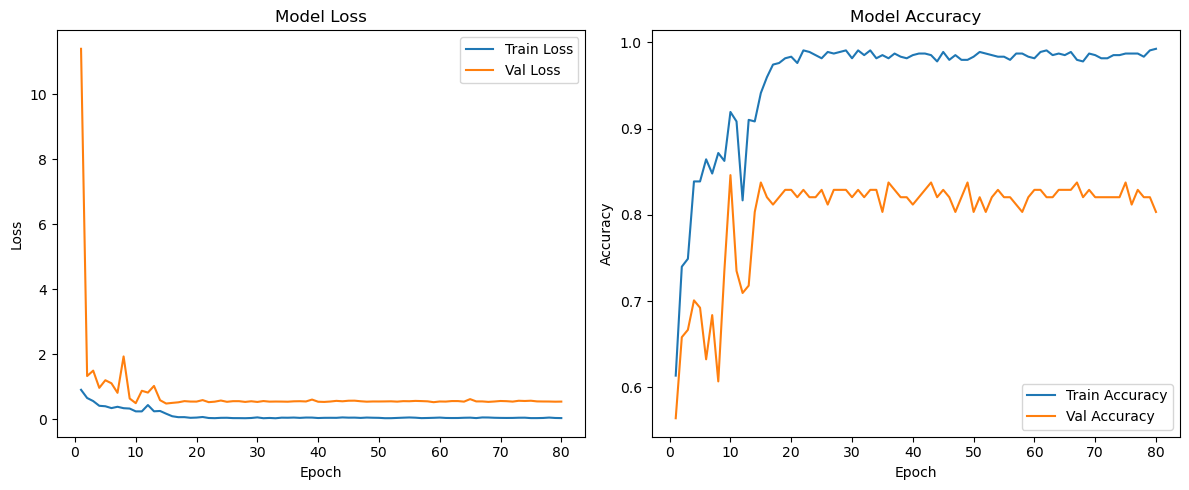 Model Loss
Train Loss
Val Loss
10
8
6
4
2
0
Loss
0
10
20
30
40
50
60
70
80
Epoch
Model Accuracy
1.0
0.9
0.8
0.7
0.6
Accuracy
Train Accuracy
Val Accuracy
0
10
20
30
40
50
60
70
80
Epoch